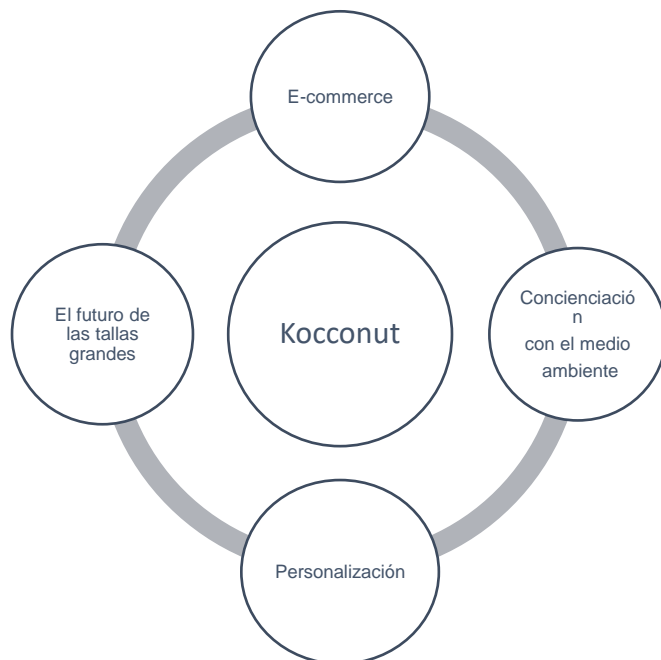 E-commerce
El futuro de
las tallas
grandes
Kocconut
Concienciació
n
con el medio
ambiente
Personalización